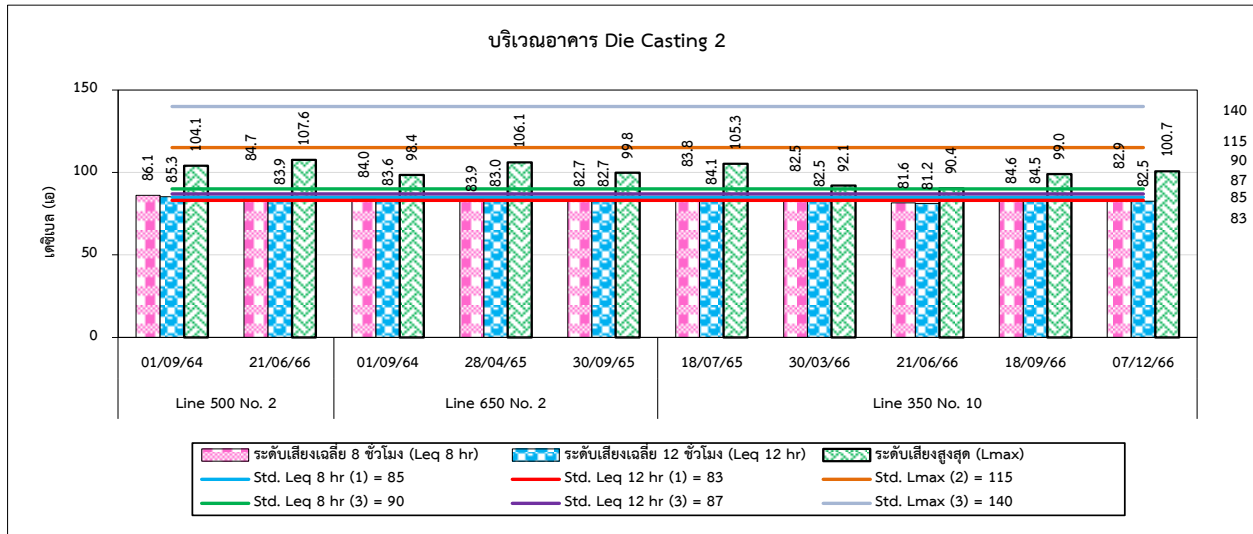 บริเวณอาคาร Die Casting 2
เดซิเบล (เอ)
150
100
50
0
86.1 85.3 104.1
84.7 83.9 107.6
84.0 83.6 98.4
83.9 83.0 106.1
82.7 82.7 99.8
83.8 84.1 105.3
82.5 82.5 92.1
81.6 81.2 90.4
84.6 84.5 99.0
82.9 82.5 100.7
140
115
90
87
85
83
01/09/64 21/06/66 01/09/64 28/04/65 30/09/65 18/07/65 30/03/66 21/06/66 18/09/66 07/12/66
Line 500 No. 2 Line 650 No. 2 Line 350 No. 10
ระดับเสียงเฉลี่ย 8 ชั่วโมง (Leq 8 hr) ระดับเสียงเฉลี่ย 12 ชั่วโมง (Leq 12 hr) ระดับเสียงสูงสุด (Lmax)
Std. Leq 8 hr (1) = 85 Std. Leq 12 hr (1) = 83 Std. Lmax (2) = 115
Std. Leq 8 hr (3) = 90 Std. Leq 12 hr (3) = 87 Std. Lmax (3) = 140